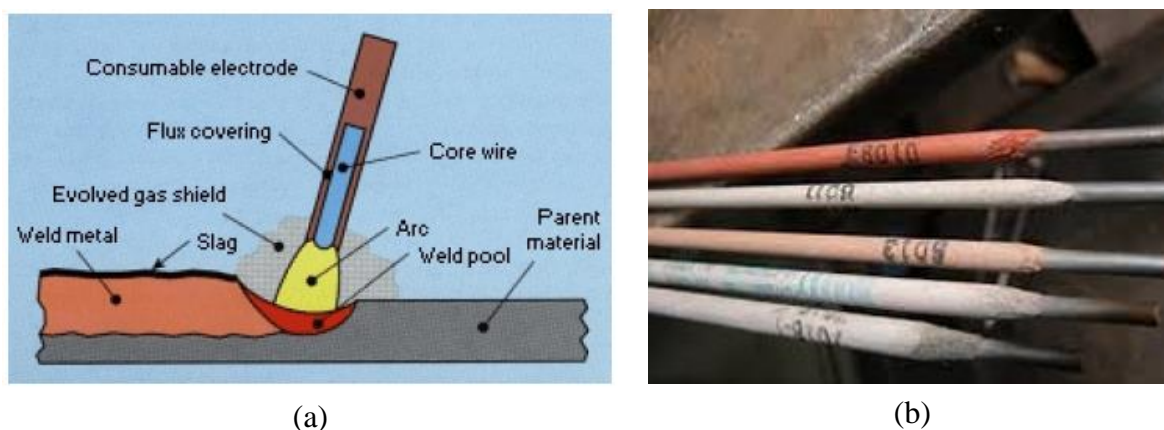 Consumable electrode
Flux covering
Core wire
Evolved gas shield
Arc
Parent
material
Weld metal
Slag
Weld pool
(a)
(b)